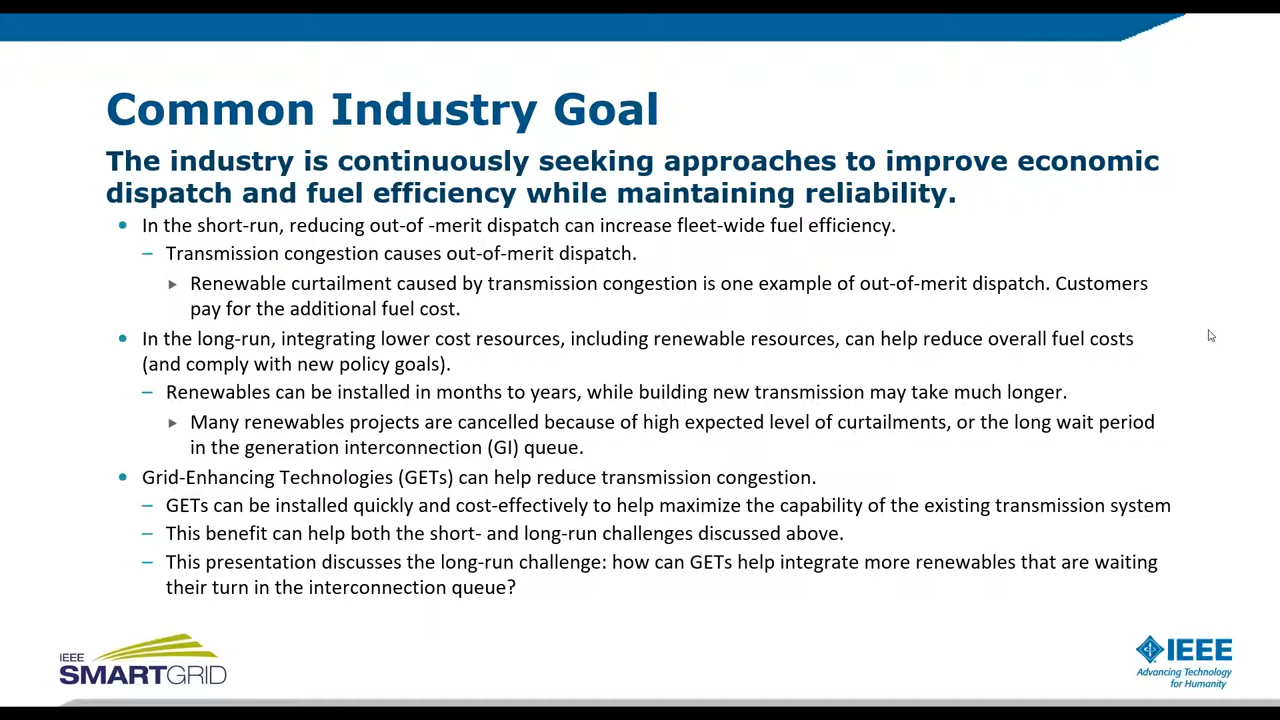 Common Industry Goal
The industry is continuously seeking approaches to improve economic
dispatch and fuel efficiency while maintaining reliability.
• In the short-run, reducing out-of -merit dispatch can increase fleet-wide fuel efficiency.
– Transmission congestion causes out-of-merit dispatch.
▸ Renewable curtailment caused by transmission congestion is one example of out-of-merit dispatch. Customers
pay for the additional fuel cost.
• In the long-run, integrating lower cost resources, including renewable resources, can help reduce overall fuel costs
(and comply with new policy goals).
– Renewables can be installed in months to years, while building new transmission may take much longer.
▸ Many renewables projects are cancelled because of high expected level of curtailments, or the long wait period
in the generation interconnection (GI) queue.
• Grid-Enhancing Technologies (GETs) can help reduce transmission congestion.
– GETs can be installed quickly and cost-effectively to help maximize the capability of the existing transmission system
– This benefit can help both the short- and long-run challenges discussed above.
– This presentation discusses the long-run challenge: how can GETs help integrate more renewables that are waiting
their turn in the interconnection queue?
IEEE
SMARTGRID
IEEE
Advancing Technology
for Humanity